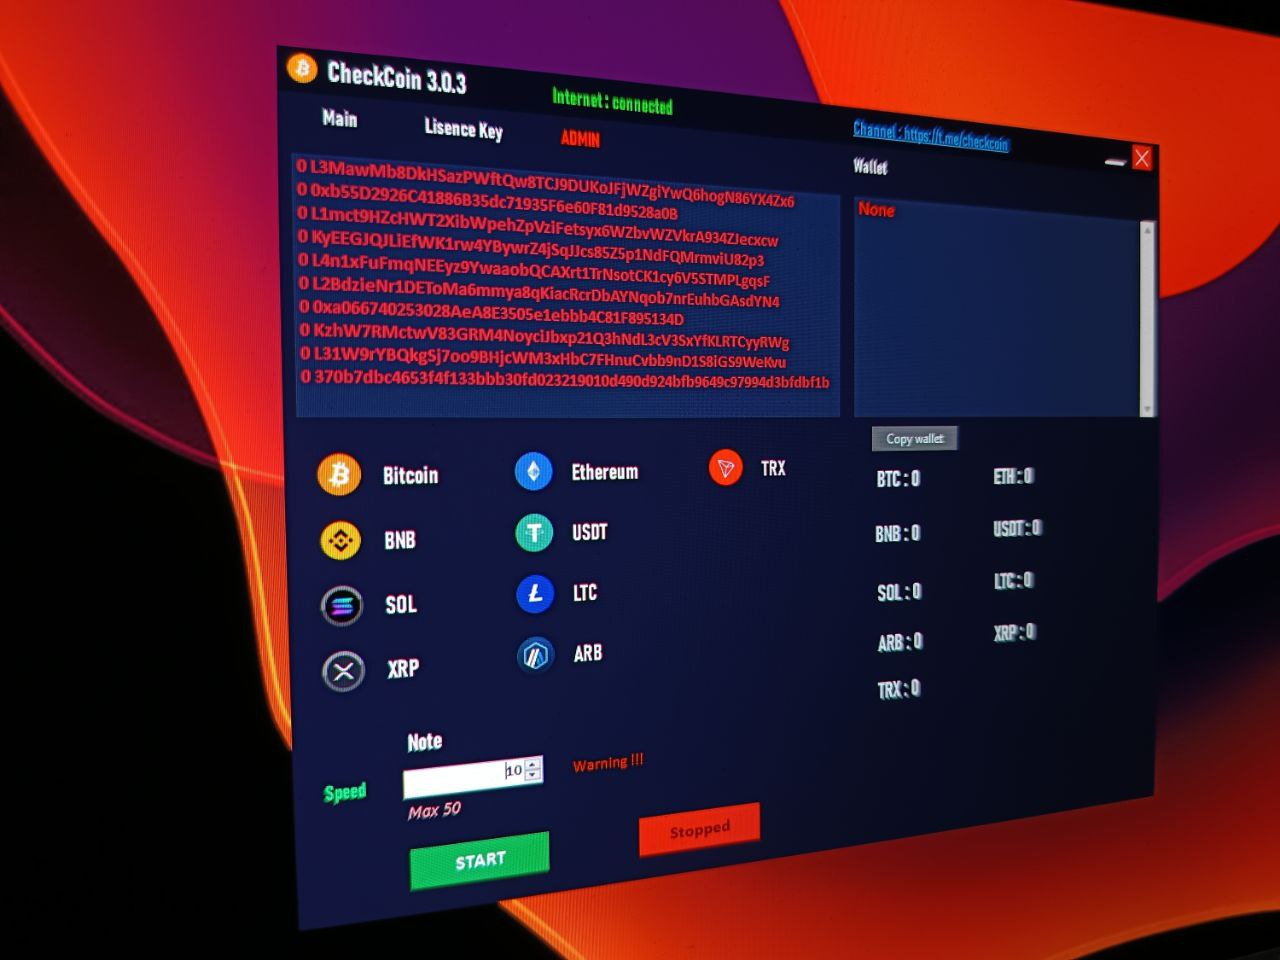 CheckCoin 3.0.3
Internet : connected
Channel : https://t.me/checkcoin
Main
Lisence Key
ADMIN
Wallet
0 L3MawMb8DkHSazPWftQw8TCJ9DUKoJFjWZgiYwQ6hogN86YX4Zx6
0 0xb55D2926C41886B35dc71935F6e60F81d9528a0B
0 L1mct9HZcHWT2XibWpehZpVziFetsyx6WZbvWZVkrA934ZJecxcw
0 KyEEGJQJLiEfWK1rw4YBywrZ4jSqJJcs85Z5p1NdFQMrmviU82p3
0 L4n1xFuFmqNEEyz9YwaaobQCAXrt1TrNsotCK1cy6V5STMPLgqsF
0 L2BdzieNr1DEToMa6mmya8qKiacRcrDbAYNqob7nrEuhbGAsdYN4
0 0xa066740253028AeA8E3505e1ebbb4C81F895134D
0 KzhW7RMctwV83GRM4NoyciJbxp21Q3hNdL3cV3SxYfKLRTCyyRWg
0 L31W9rYBQkgSj7oo9BHjcWM3xHbC7FHnuCvbb9nD1S8iGS9WeKvu
0 370b7dbc4653f4f133bbb30fd023219010d490d924bfb9649c97994d3bfdbf1b
None
Copy wallet
Bitcoin
Ethereum
TRX
BNB
USDT
SOL
LTC
XRP
ARB
BTC : 0
ETH : 0
BNB : 0
USDT : 0
SOL : 0
LTC : 0
ARB : 0
XRP : 0
TRX : 0
Note
Speed
10
Warning !!!
Max 50
START
Stopped